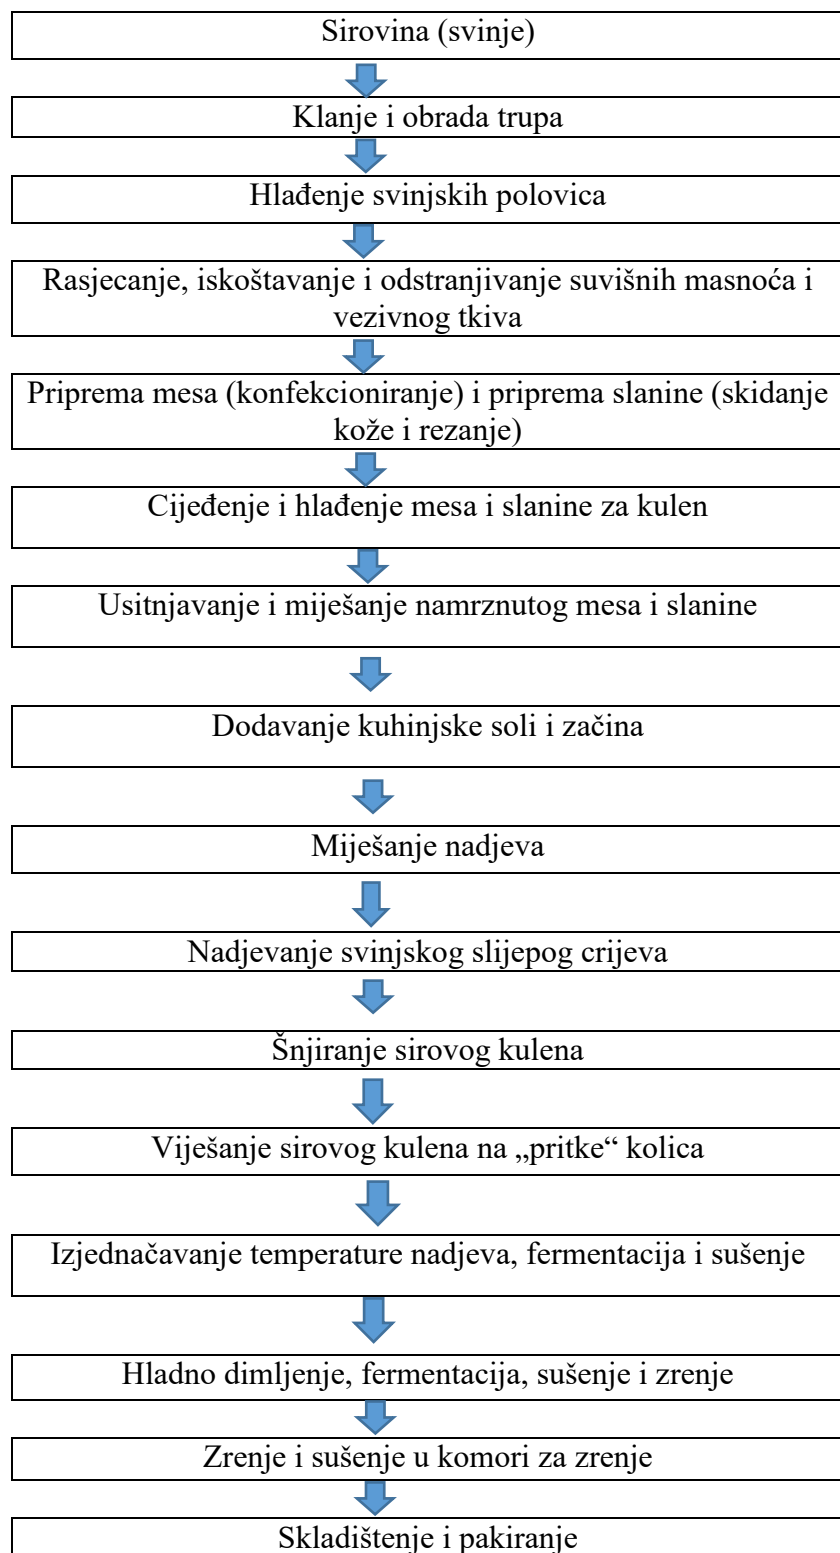 Sirovina (svinje)
Klanje i obrada trupa
Hlađenje svinjskih polovica
Rasjecanje, iskoštavanje i odstranjivanje suvišnih masnoća i
vezivnog tkiva
Priprema mesa (konfekcioniranje) i priprema slanine (skidanje
kože i rezanje)
Cijeđenje i hlađenje mesa i slanine za kulen
Usitnjavanje i miješanje namrznutog mesa i slanine
Dodavanje kuhinjske soli i začina
Miješanje nadjeva
Nadjevanje svinjskog slijepog crijeva
Šnjiranje sirovog kulena
Viješanje sirovog kulena na „pritke“ kolica
Izjednačavanje temperature nadjeva, fermentacija i sušenje
Hladno dimljenje, fermentacija, sušenje i zrenje
Zrenje i sušenje u komori za zrenje
Skladištenje i pakiranje